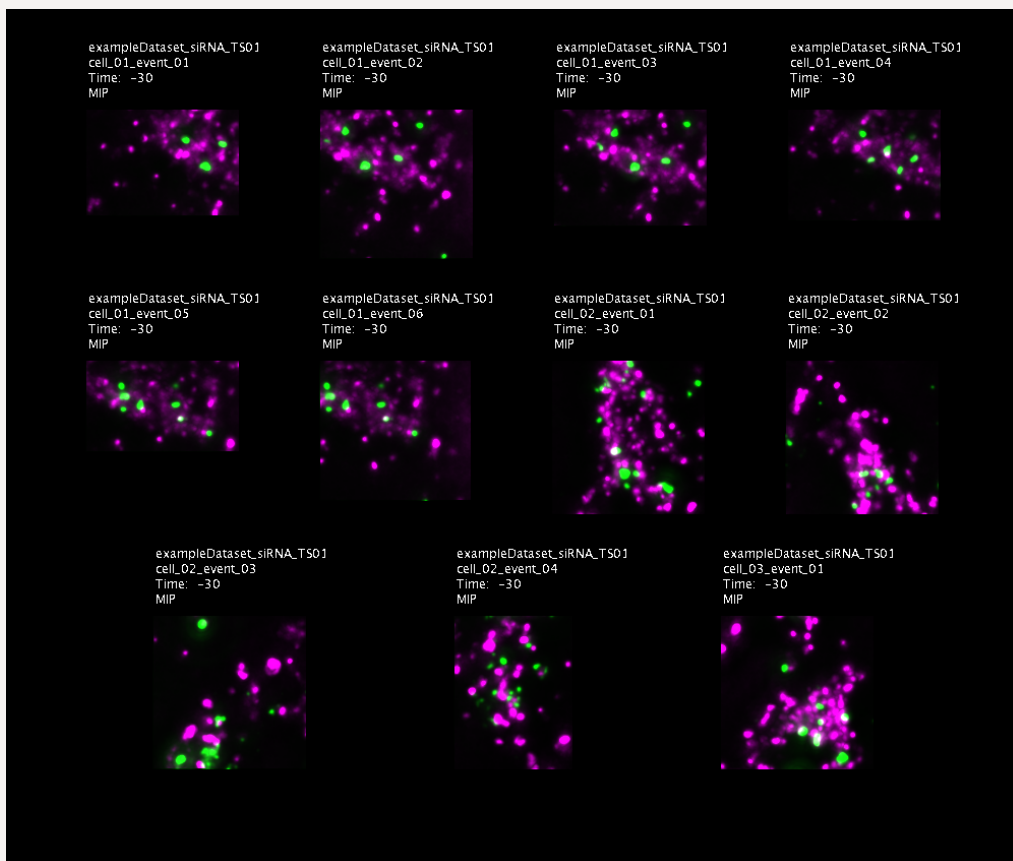 exampleDataset_siRNA_TS01
cell_01_event_01
Time: -30
MIP
exampleDataset_siRNA_TS01
cell_01_event_02
Time: -30
MIP
exampleDataset_siRNA_TS01
cell_01_event_03
Time: -30
MIP
exampleDataset_siRNA_TS01
cell_01_event_04
Time: -30
MIP
exampleDataset_siRNA_TS01
cell_01_event_05
Time: -30
MIP
exampleDataset_siRNA_TS01
cell_01_event_06
Time: -30
MIP
exampleDataset_siRNA_TS01
cell_02_event_01
Time: -30
MIP
exampleDataset_siRNA_TS01
cell_02_event_02
Time: -30
MIP
exampleDataset_siRNA_TS01
cell_02_event_03
Time: -30
MIP
exampleDataset_siRNA_TS01
cell_02_event_04
Time: -30
MIP
exampleDataset_siRNA_TS01
cell_03_event_01
Time: -30
MIP